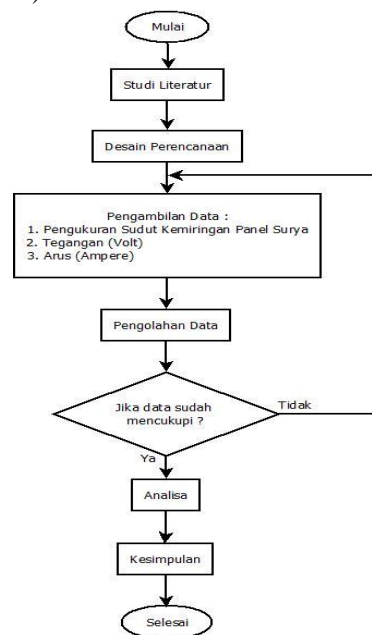 )
Mulai
Studi Literatur
Desain Perencanaan
Pengambilan Data :
1. Pengukuran Sudut Kemiringan Panel Surya
2. Tegangan (Volt)
3. Arus (Ampere)
Pengolahan Data
Jika data sudah
mencukupi ?
Tidak
Ya
Analisa
Kesimpulan
Selesai